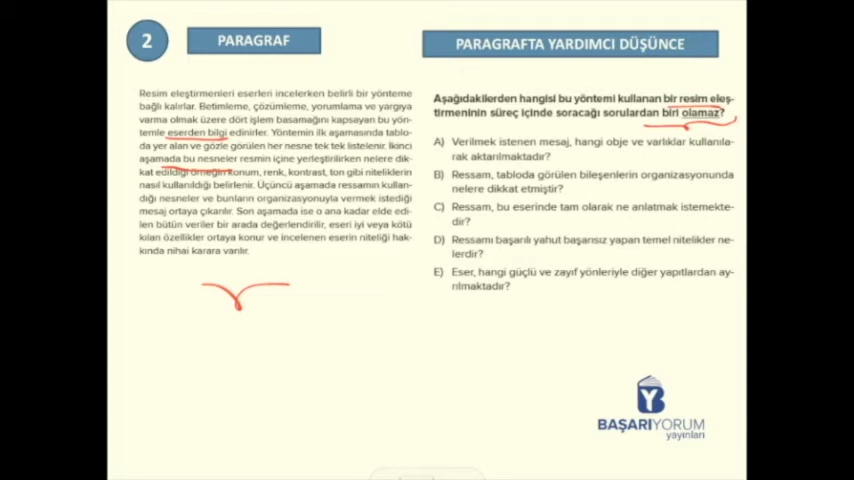 2
PARAGRAF
PARAGRAFTA YARDIMCI DÜŞÜNCE
Resim eleştirmenleri eserleri incelerken belirli bir yönteme
bağlı kalırlar. Betimleme, çözümleme, yorumlama ve yargıya
varma olmak üzere dört işlem basamağını kapsayan bu yön-
temle eserden bilgi edinirler. Yöntemin ilk aşamasında tablo-
da yer alan ve gözle görülen her nesne tek tek listelenir. İkinci
aşamada bu nesneler resmin içine yerleştirilirken nelere dik-
kat edildiği örneğin konum, renk, kontrast, ton gibi niteliklerin
nasıl kullanıldığı belirlenir. Üçüncü aşamada ressamın kullan-
dığı nesneler ve bunların organizasyonuyla vermek istediği
mesaj ortaya çıkarılır. Son aşamada ise o ana kadar elde edi-
len bütün veriler bir arada değerlendirilir, eseri iyi veya kötü
kılan özellikler ortaya konur ve incelenen eserin niteliği hak-
kında nihai karara varılır.
Aşağıdakilerden hangisi bu yöntemi kullanan bir resim eleş-
tirmeninin süreç içinde soracağı sorulardan biri olamaz?
A) Verilmek istenen mesaj, hangi obje ve varlıklar kullanıla-
rak aktarılmaktadır?
B) Ressam, tabloda görülen bileşenlerin organizasyonunda
nelere dikkat etmiştir?
C) Ressam, bu eserinde tam olarak ne anlatmak istemekte-
dir?
D) Ressamı başarılı yahut başarısız yapan temel nitelikler ne-
lerdir?
E) Eser, hangi güçlü ve zayıf yönleriyle diğer yapıtlardan ay-
rılmaktadır?
BAŞARIYORUM
yayınları